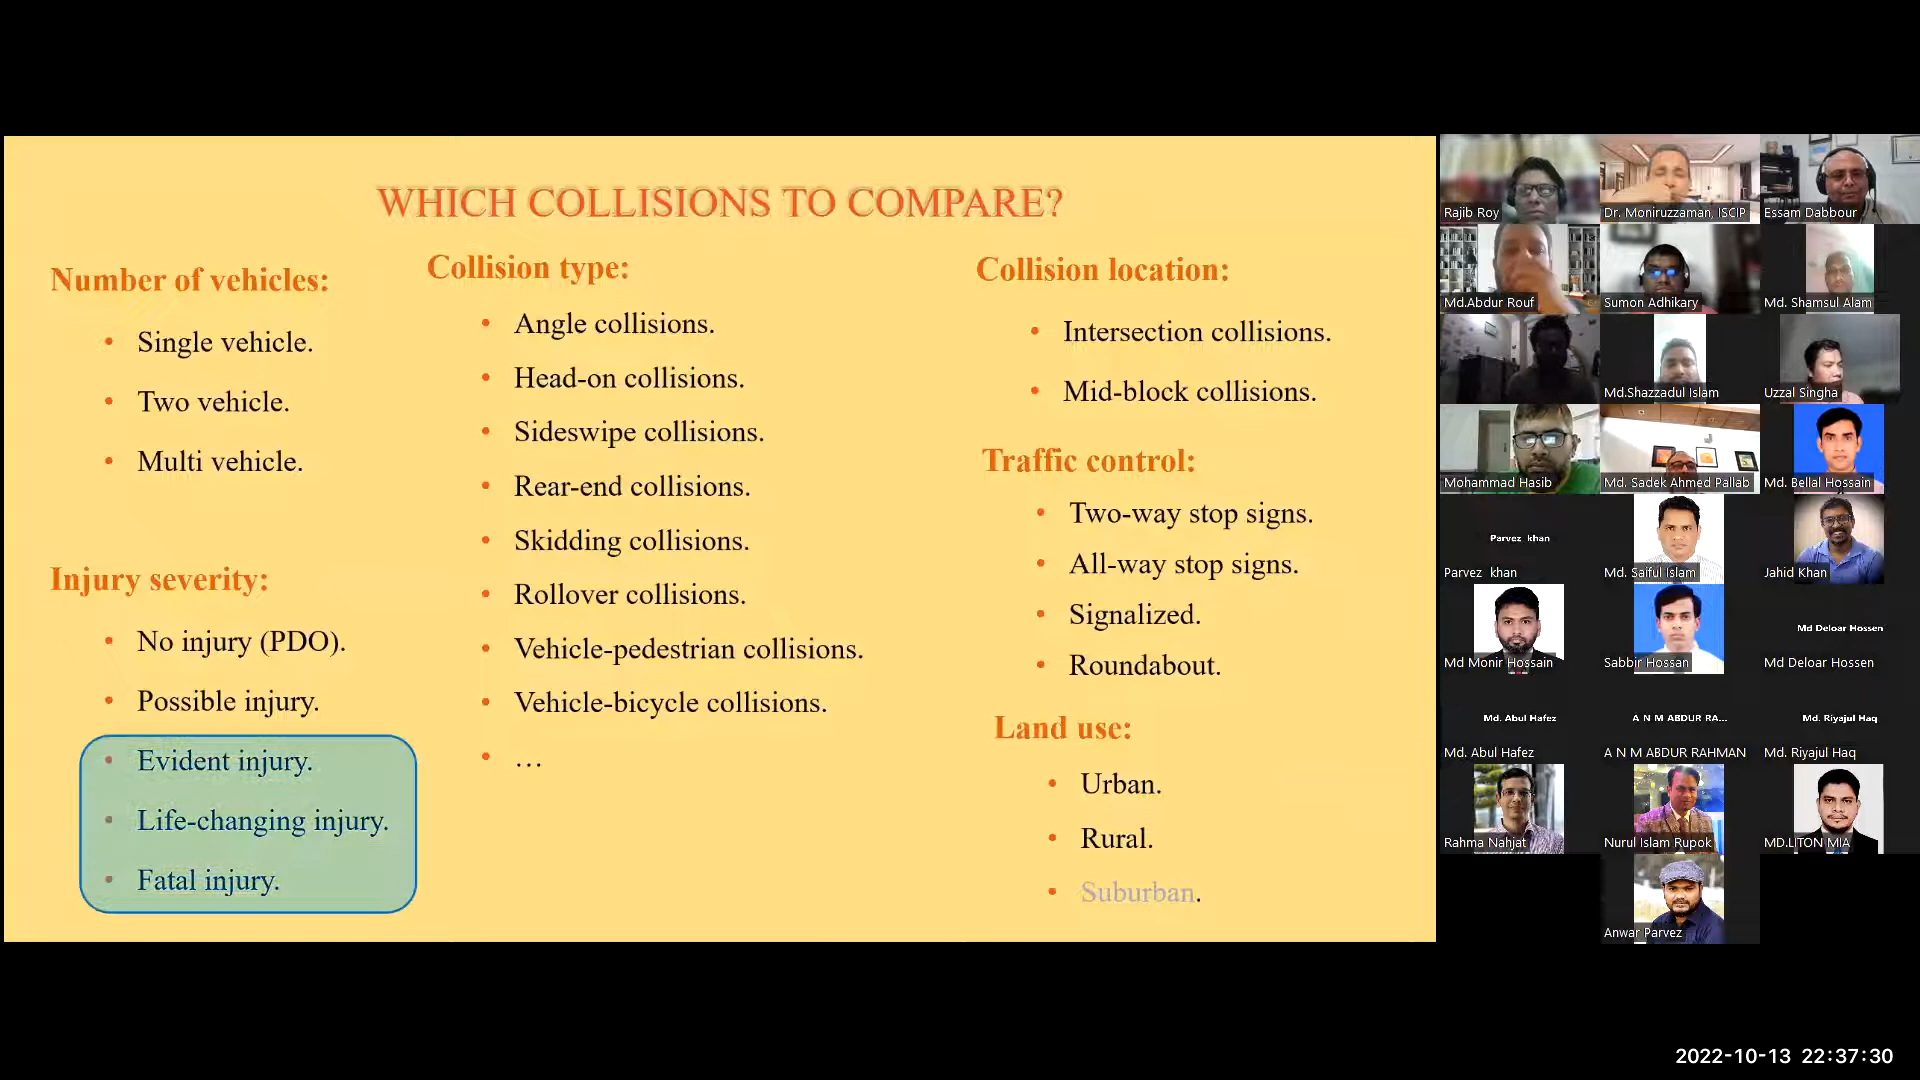 WHICH COLLISIONS TO COMPARE?
Number of vehicles:
• Single vehicle.
• Two vehicle.
• Multi vehicle.
Injury severity:
• No injury (PDO).
• Possible injury.
• Evident injury.
• Life-changing injury.
• Fatal injury.
Collision type:
• Angle collisions.
• Head-on collisions.
• Sideswipe collisions.
• Rear-end collisions.
• Skidding collisions.
• Rollover collisions.
• Vehicle-pedestrian collisions.
• Vehicle-bicycle collisions.
• …
Collision location:
• Intersection collisions.
• Mid-block collisions.
Traffic control:
• Two-way stop signs.
• All-way stop signs.
• Signalized.
• Roundabout.
Land use:
• Urban.
• Rural.
• Suburban.
Rajib Roy
Dr. Moniruzzaman, ISCIP
Essam Dabbour
Md.Abdur Rouf
Sumon Adhikary
Md. Shamsul Alam
Md.Shazzadul Islam
Uzzal Singha
Mohammad Hasib
Md. Sadek Ahmed Pallab
Md. Bellal Hossain
Parvez khan
Parvez khan
Md. Saiful Islam
Jahid Khan
Md Monir Hossain
Sabbir Hossan
Md Deloar Hossen
Md Deloar Hossen
Md. Abul Hafez
Md. Abul Hafez
A N M ABDUR RA...
A N M ABDUR RAHMAN
Md. Riyajul Haq
Md. Riyajul Haq
Rahma Nahjat
Nurul Islam Rupok
MD.LITON MIA
Anwar Parvez
2022-10-13 22:37:30